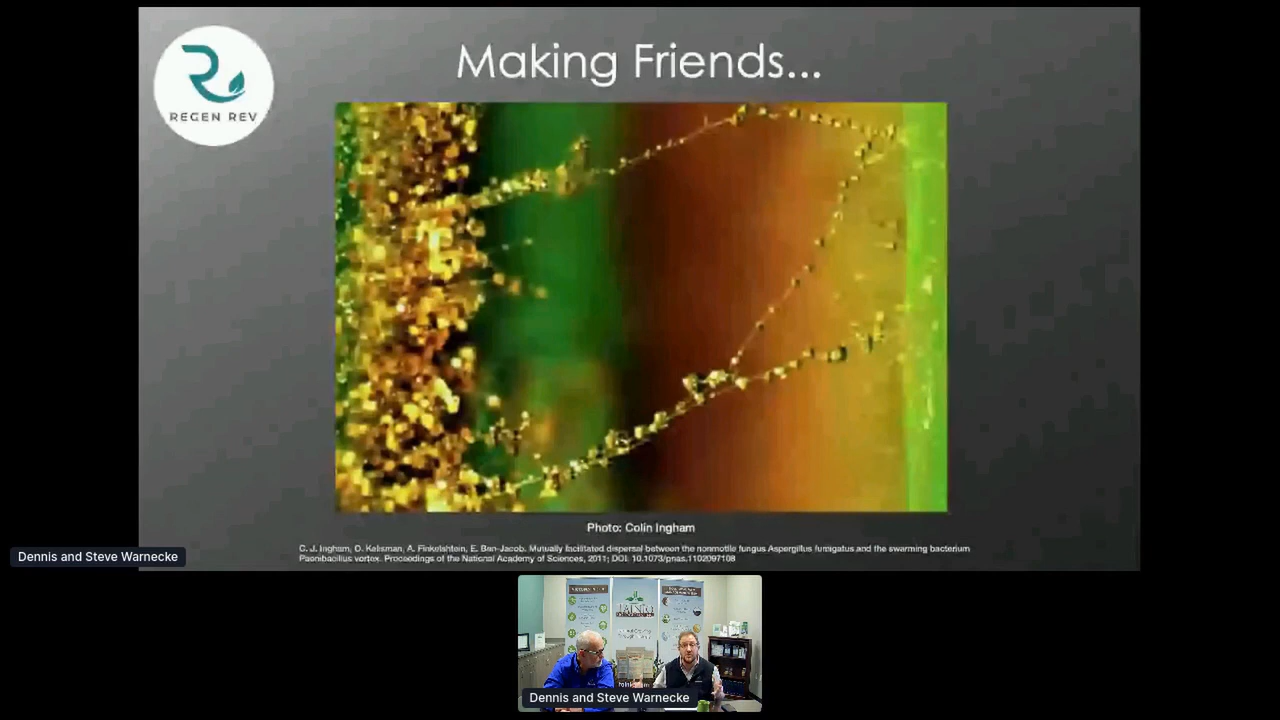 REGEN REV
Making Friends...
Photo: Colin Ingham
C. J. Ingham, O. Kalisman, A. Finkelshtein, E. Ben-Jacob. Mutually facilitated dispersal between the nonmotile fungus Aspergillus fumigatus and the swarming bacterium
Paenibacillus vortex. Proceedings of the National Academy of Sciences, 2011; DOI: 10.1073/pnas.1102097108
Dennis and Steve Warnecke
TAINIO
Dennis and Steve Warnecke